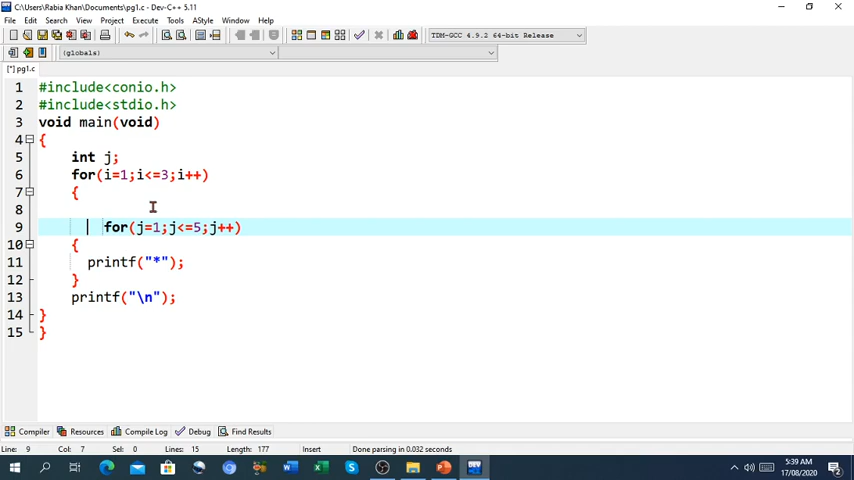 C:\Users\Rabia Khan\Documents\pg1.c - Dev-C++ 5.11
File Edit Search View Project Execute Tools AStyle Window Help
TDM-GCC 4.9.2 64-bit Release
(globals)
[*] pg1.c
1 #include<conio.h>
2 #include<stdio.h>
3 void main(void)
4 {
5 int j;
6 for(i=1;i<=3;i++)
7 {
8
9 for(j=1;j<=5;j++)
10 {
11 printf("*");
12 }
13 printf("\n");
14 }
15 }
Compiler Resources Compile Log Debug Find Results
Line: 9 Col: 7 Sel: 0 Lines: 15 Length: 177 Insert Done parsing in 0.032 seconds
5:39 AM
17/08/2020